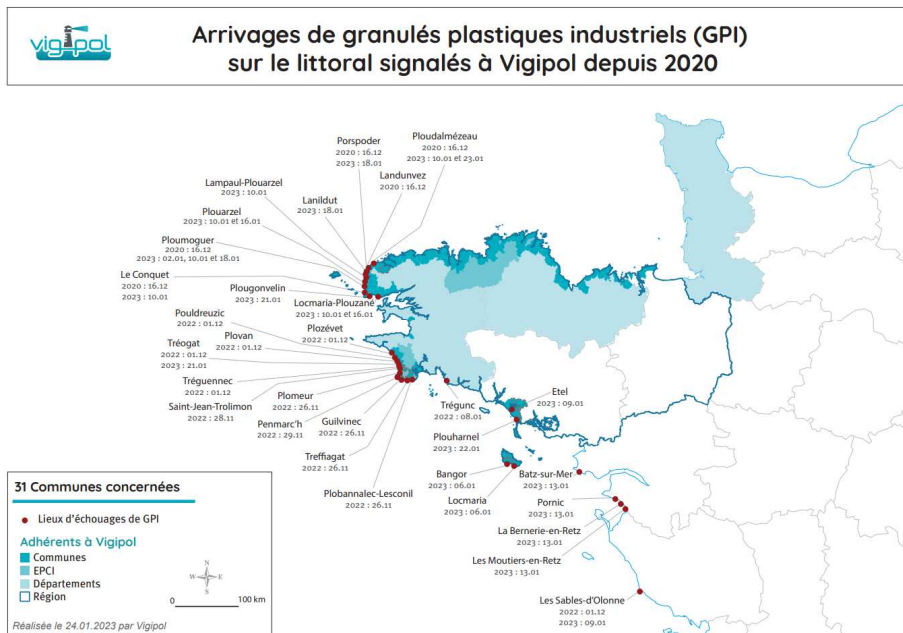 vigipol
Arrivages de granulés plastiques industriels (GPI)
sur le littoral signalés à Vigipol depuis 2020
Porspoder
2020 : 16.12
2023 : 18.01
Ploudalmézeau
2020 : 16.12
2023 : 10.01 et 23.01
Landunvez
2020 : 16.12
Lampaul-Plouarzel
2023 : 10.01
Lanildut
2023 : 18.01
Plouarzel
2023 : 10.01 et 16.01
Ploumoguer
2020 : 16.12
2023 : 02.01, 10.01 et 18.01
Le Conquet
2020 : 16.12
2023 : 10.01
Plougonvelin
2023 : 21.01
Locmaria-Plouzané
2023 : 10.01 et 16.01
Pouldreuzic
2022 : 01.12
Plozévet
2022 : 01.12
Plovan
2022 : 01.12
Tréogat
2022 : 01.12
2023 : 21.01
Tréguennec
2022 : 01.12
Saint-Jean-Trolimon
2022 : 28.11
Plomeur
2022 : 26.11
Penmarc'h
2022 : 29.11
Guilvinec
2022 : 26.11
Treffiagat
2022 : 26.11
Plobannalec-Lesconil
2022 : 26.11
Trégunc
2022 : 08.01
Etel
2023 : 09.01
Plouharnel
2023 : 22.01
Bangor
2023 : 06.01
Locmaria
2023 : 06.01
Batz-sur-Mer
2023 : 13.01
Pornic
2023 : 13.01
La Bernerie-en-Retz
2023 : 13.01
Les Moutiers-en-Retz
2023 : 13.01
Les Sables-d'Olonne
2022 : 01.12
2023 : 09.01
31 Communes concernées
Lieux d'échouages de GPI
Adhérents à Vigipol
Communes
EPCI
Départements
Région
N
W E
S
0 100 km
Réalisée le 24.01.2023 par Vigipol